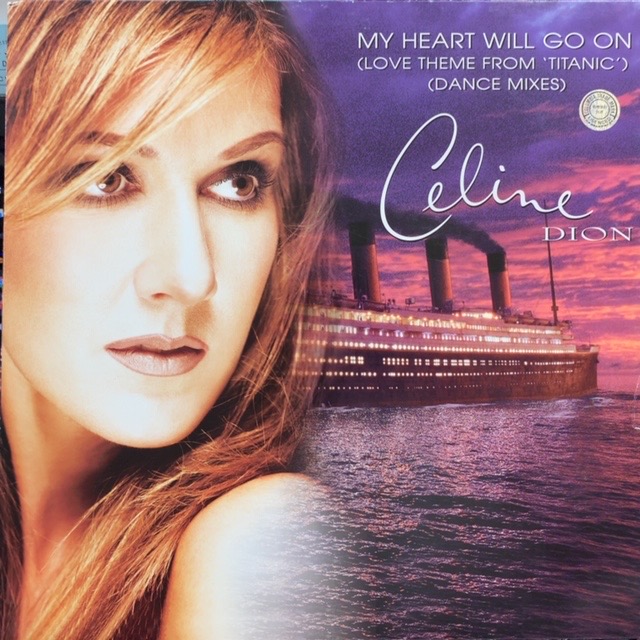 MY HEART WILL GO ON
(LOVE THEME FROM 'TITANIC')
(DANCE MIXES)
Celine
DION